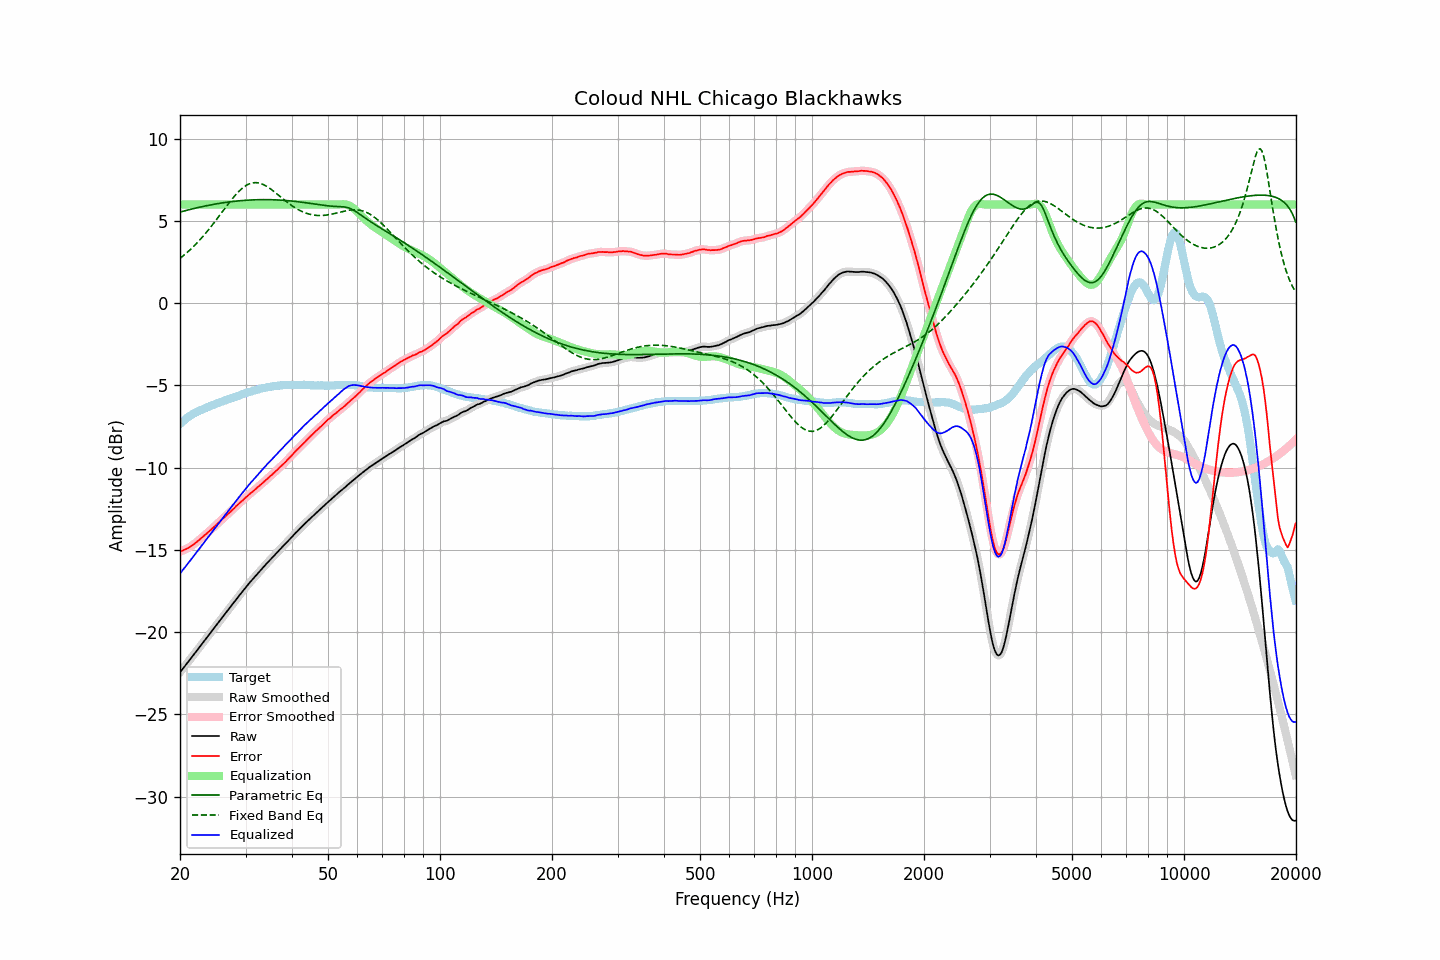 Coloud NHL Chicago Blackhawks
Amplitude (dBr)
10
5
0
−5
−10
−15
−20
−25
−30
Target
Raw Smoothed
Error Smoothed
Raw
Error
Equalization
Parametric Eq
Fixed Band Eq
Equalized
20 50 100 200 500 1000 2000 5000 10000 20000
Frequency (Hz)